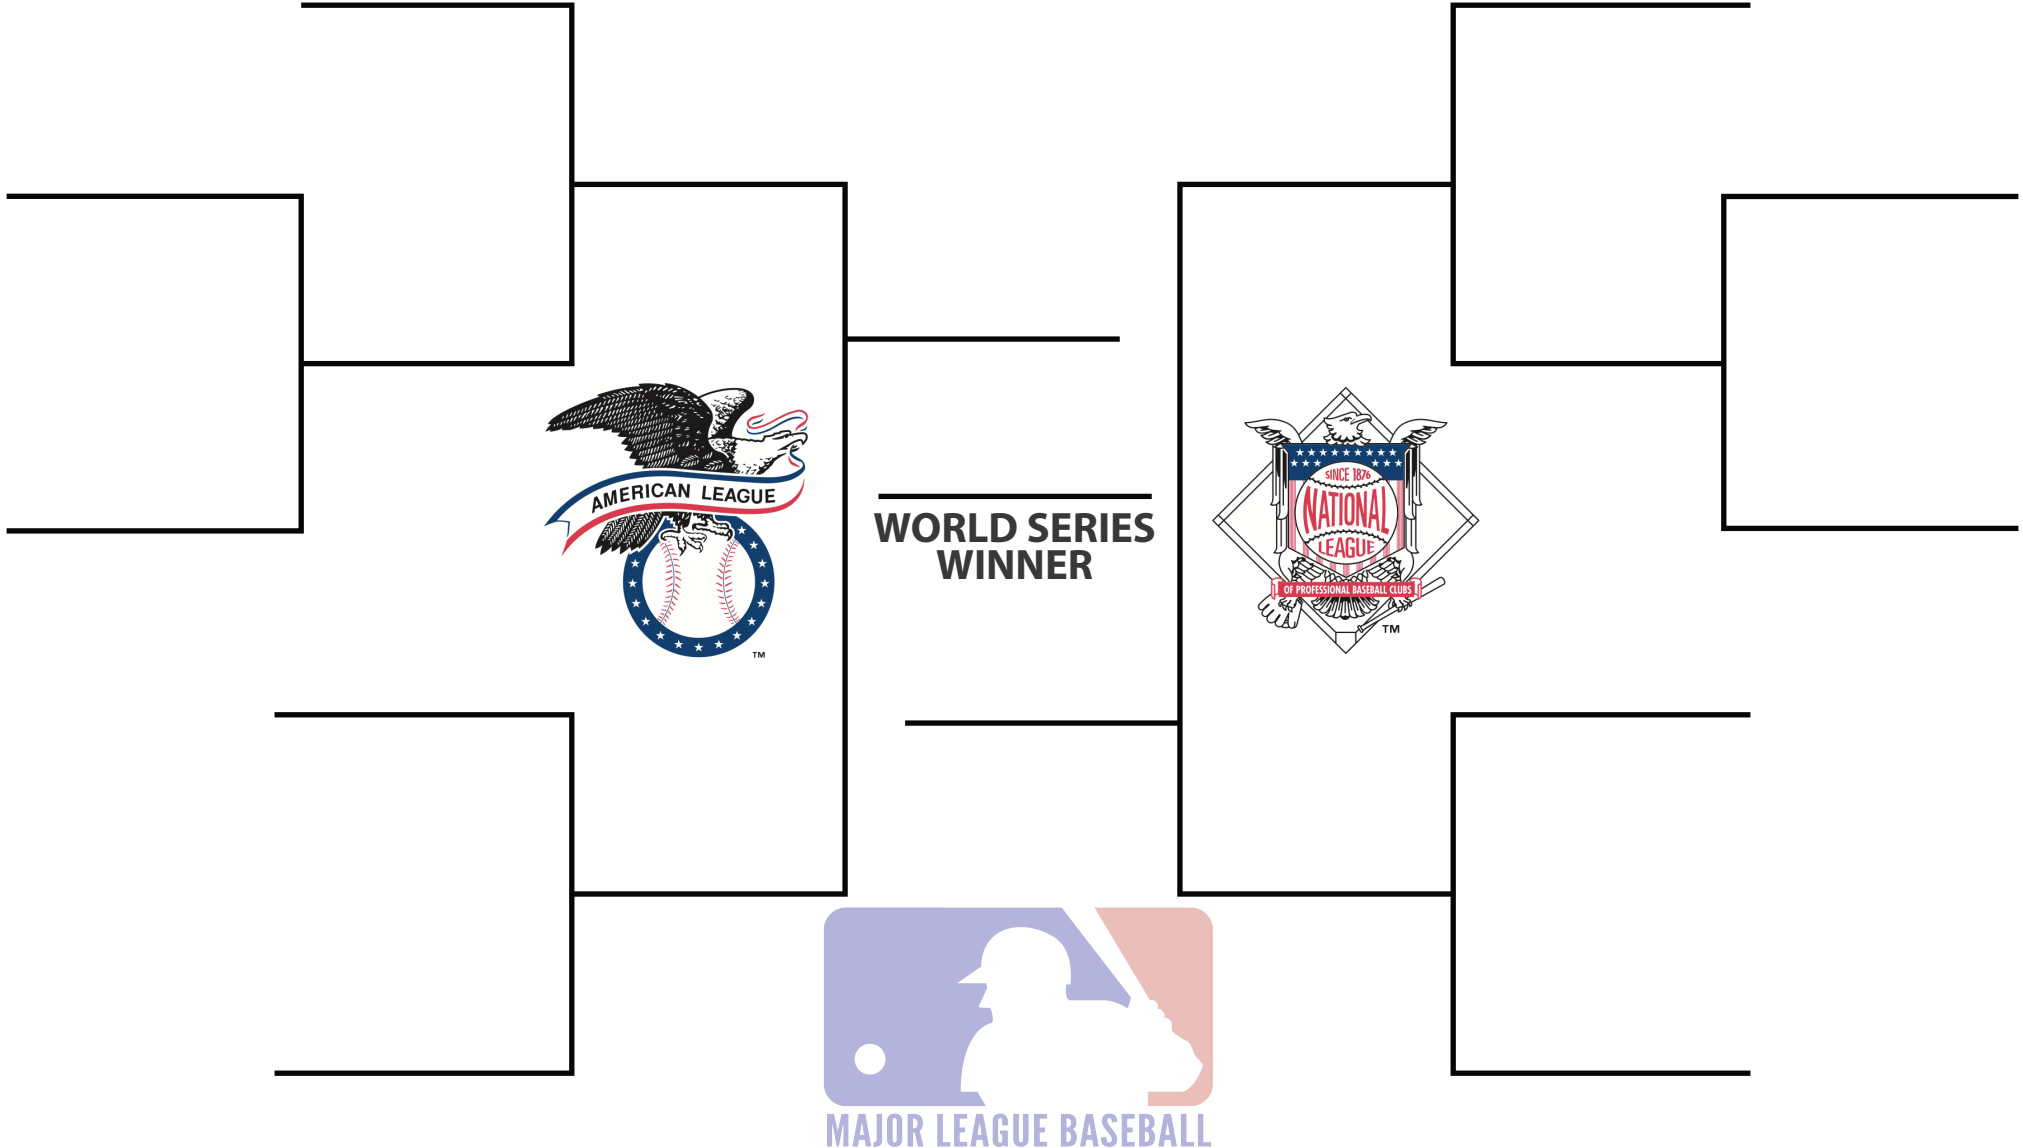 AMERICAN LEAGUE
TM
WORLD SERIES
WINNER
SINCE 1876
NATIONAL
LEAGUE
OF PROFESSIONAL BASEBALL CLUBS
TM
MAJOR LEAGUE BASEBALL